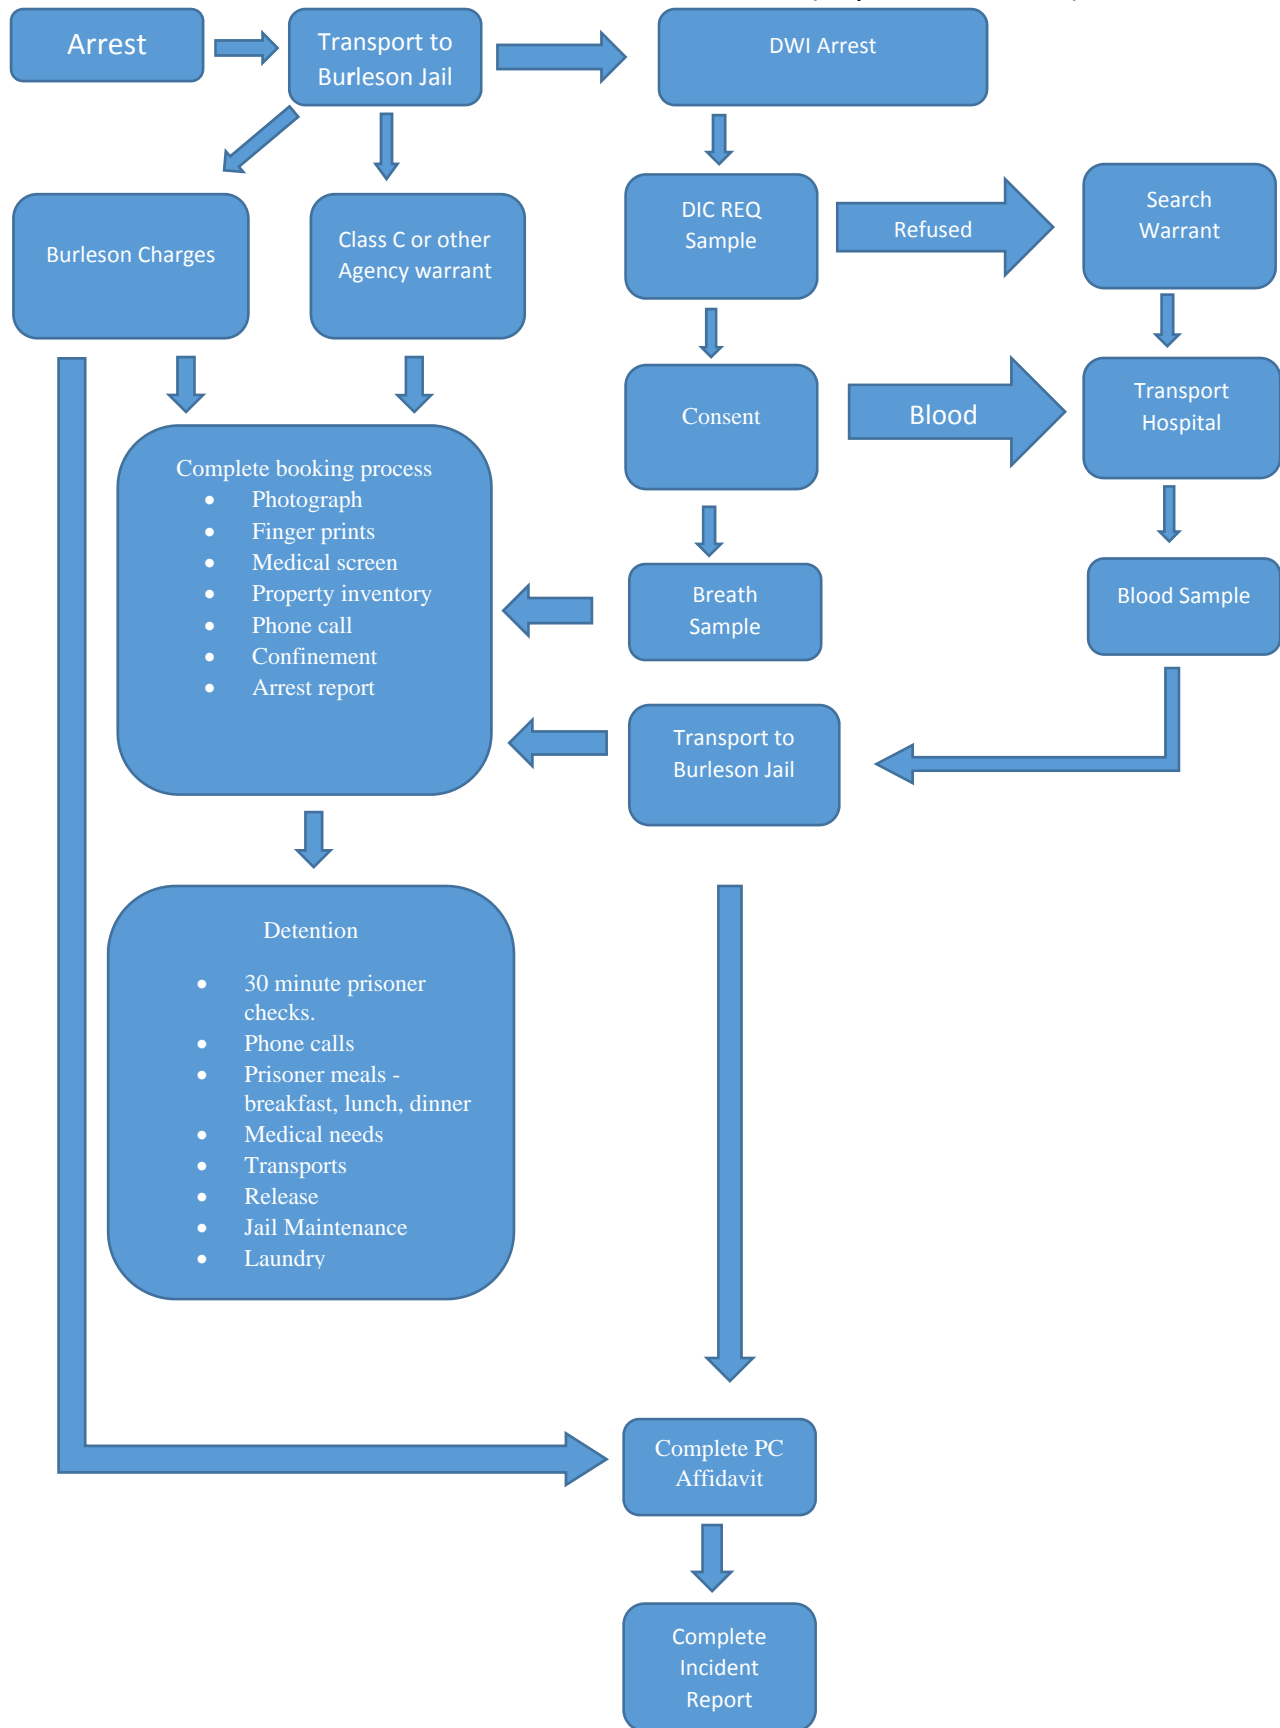 Arrest
Transport to
Burleson Jail
DWI Arrest
Burleson Charges
Class C or other
Agency warrant
DIC REQ
Sample
Refused
Search
Warrant
Consent
Blood
Transport
Hospital
Complete booking process
• Photograph
• Finger prints
• Medical screen
• Property inventory
• Phone call
• Confinement
• Arrest report
Breath
Sample
Blood Sample
Transport to
Burleson Jail
Detention
• 30 minute prisoner
checks.
• Phone calls
• Prisoner meals -
breakfast, lunch, dinner
• Medical needs
• Transports
• Release
• Jail Maintenance
• Laundry
Complete PC
Affidavit
Complete
Incident
Report